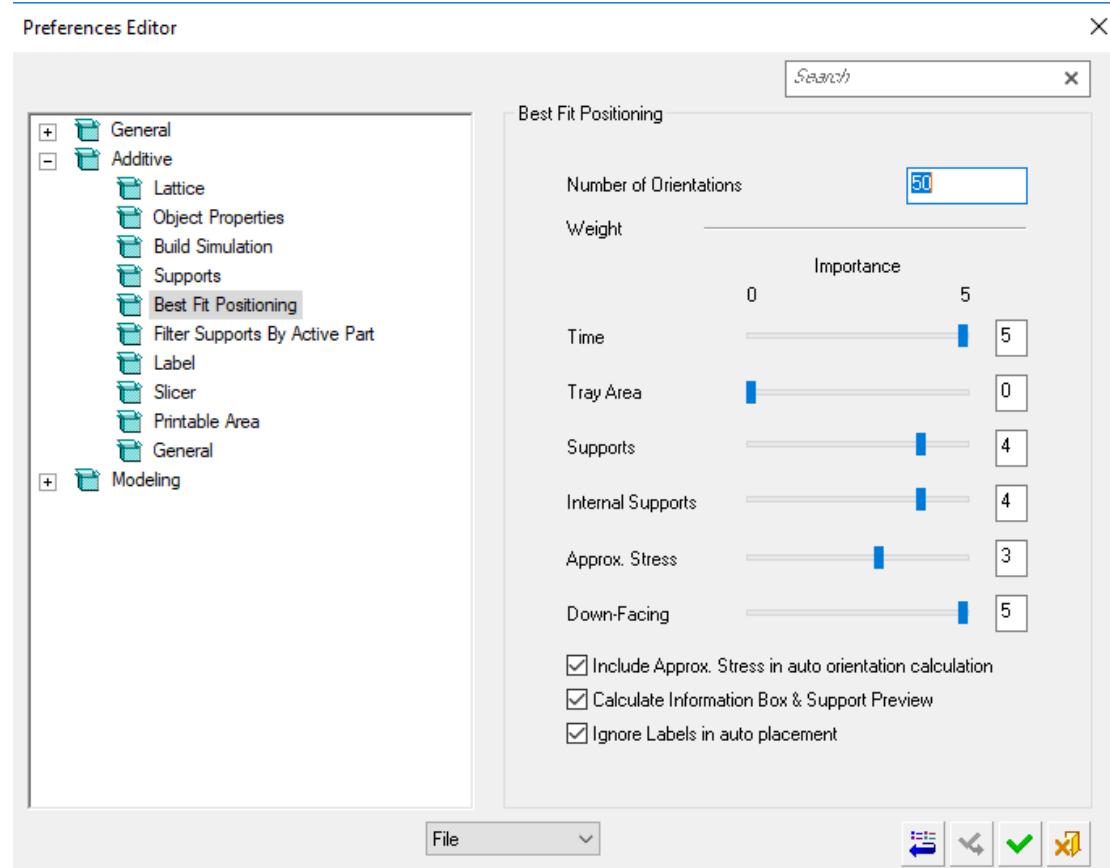 Preferences Editor
Search
General
Additive
Lattice
Object Properties
Build Simulation
Supports
Best Fit Positioning
Filter Supports By Active Part
Label
Slicer
Printable Area
General
Modeling
Best Fit Positioning
Number of Orientations 50
Weight
Importance
0 5
Time 5
Tray Area 0
Supports 4
Internal Supports 4
Approx. Stress 3
Down-Facing 5
Include Approx. Stress in auto orientation calculation
Calculate Information Box & Support Preview
Ignore Labels in auto placement
File